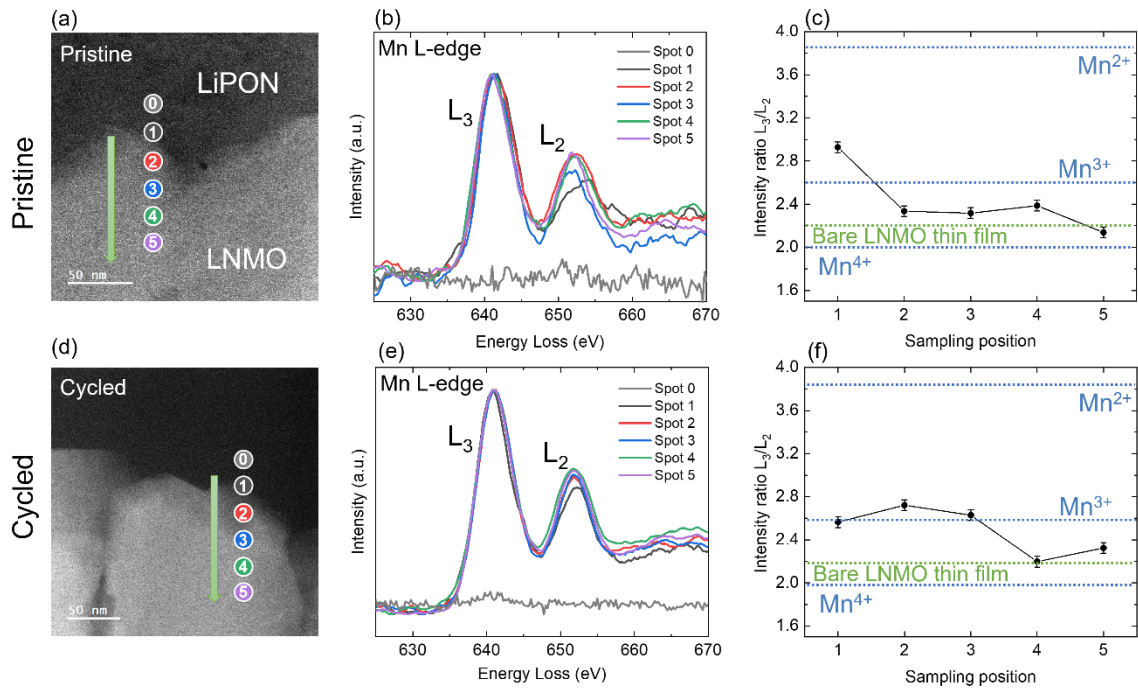 (a)
Pristine
Pristine
LiPON
LNMO
0
1
2
3
4
5
50 nm
(b)
Mn L-edge
L3
L2
Spot 0
Spot 1
Spot 2
Spot 3
Spot 4
Spot 5
Intensity (a.u.)
630 640 650 660 670
Energy Loss (eV)
(c)
Intensity ratio L3/L2
4.0
3.6
3.2
2.8
2.4
2.0
1.6
Mn2+
Mn3+
Bare LNMO thin film
Mn4+
1 2 3 4 5
Sampling position
(d)
Cycled
Cycled
0
1
2
3
4
5
50 nm
(e)
Mn L-edge
L3
L2
Spot 0
Spot 1
Spot 2
Spot 3
Spot 4
Spot 5
Intensity (a.u.)
630 640 650 660 670
Energy Loss (eV)
(f)
Intensity ratio L3/L2
4.0
3.6
3.2
2.8
2.4
2.0
1.6
Mn2+
Mn3+
Bare LNMO thin film
Mn4+
1 2 3 4 5
Sampling position